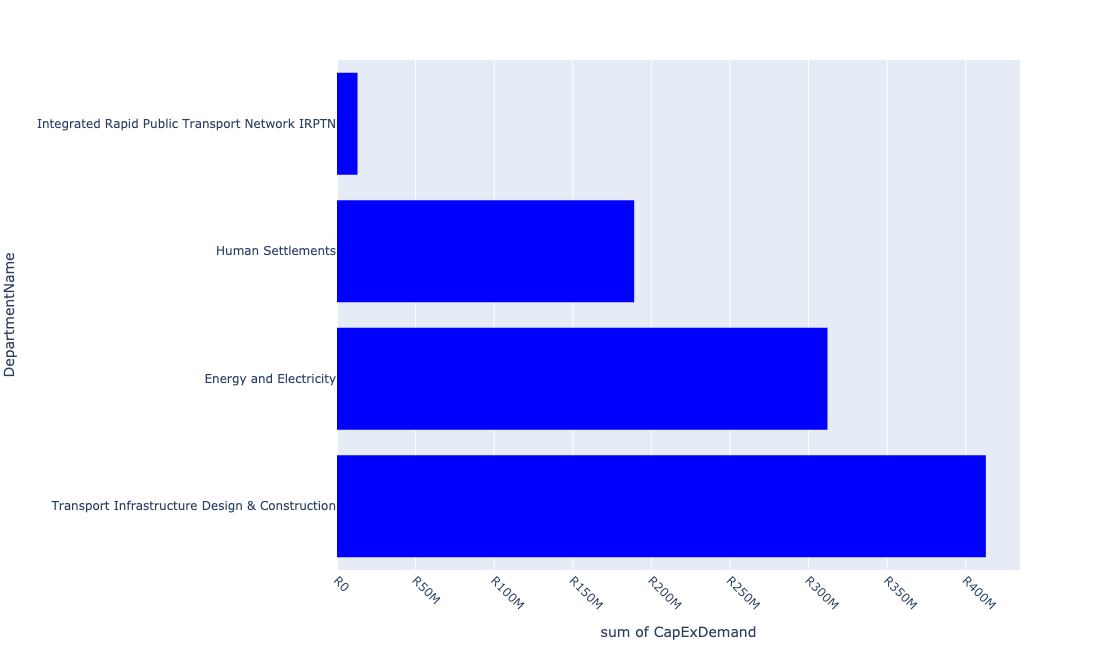 Integrated Rapid Public Transport Network IRPTN
Human Settlements
Energy and Electricity
Transport Infrastructure Design & Construction
DepartmentName
R0
R50M
R100M
R150M
R200M
R250M
R300M
R350M
R400M
sum of CapExDemand